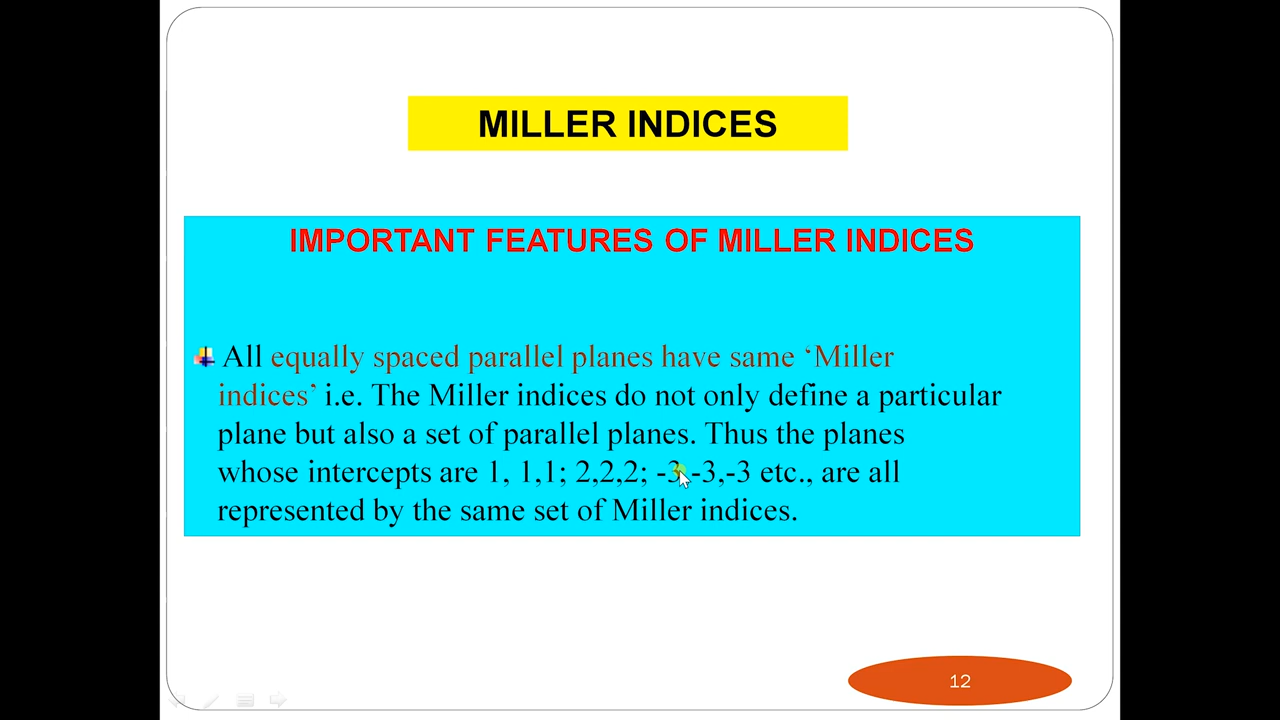 MILLER INDICES
IMPORTANT FEATURES OF MILLER INDICES
All equally spaced parallel planes have same ‘Miller
indices’ i.e. The Miller indices do not only define a particular
plane but also a set of parallel planes. Thus the planes
whose intercepts are 1, 1,1; 2,2,2; -3,-3,-3 etc., are all
represented by the same set of Miller indices.
12